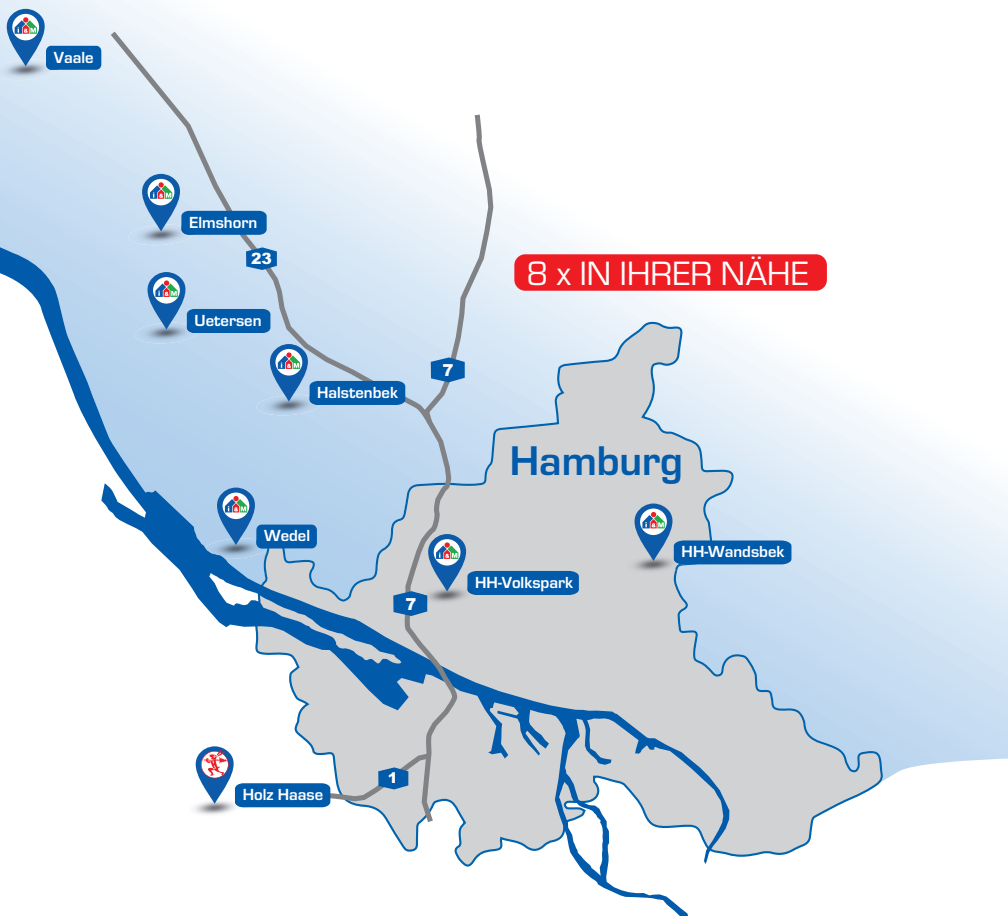 Vaale
Elmshorn
23
8 x IN IHRER NÄHE
Uetersen
7
Halstenbek
Hamburg
Wedel
HH-Wandsbek
HH-Volkspark
7
1
Holz Haase
i&M
i&M
i&M
i&M
i&M
i&M
i&M